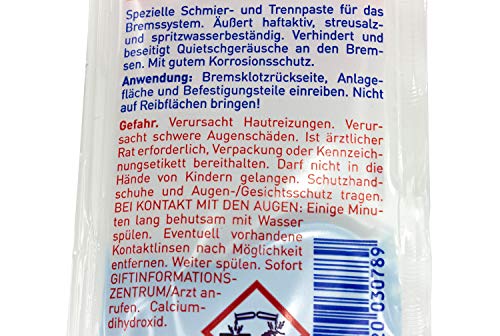 Spezielle Schmier- und Trennpaste für das
Bremssystem. Äußert haftaktiv, streusalz-
und spritzwasserbeständig. Verhindert und
beseitigt Quietschgeräusche an den Brem-
sen. Mit gutem Korrosionsschutz.
Anwendung: Bremsklotzrückseite, Anlage-
fläche und Befestigungsteile einreiben. Nicht
auf Reibflächen bringen!
Gefahr. Verursacht Hautreizungen. Verur-
sacht schwere Augenschäden. Ist ärztlicher
Rat erforderlich, Verpackung oder Kennzeich-
nungsetikett bereithalten. Darf nicht in die
Hände von Kindern gelangen. Schutzhand-
schuhe und Augen-/Gesichtsschutz tragen.
BEI KONTAKT MIT DEN AUGEN: Einige Minu-
ten lang behutsam mit Wasser
spülen. Eventuell vorhandene
Kontaktlinsen nach Möglichkeit
entfernen. Weiter spülen. Sofort
GIFTINFORMATIONS-
ZENTRUM/Arzt an-
rufen. Calcium-
dihydroxid.
030789